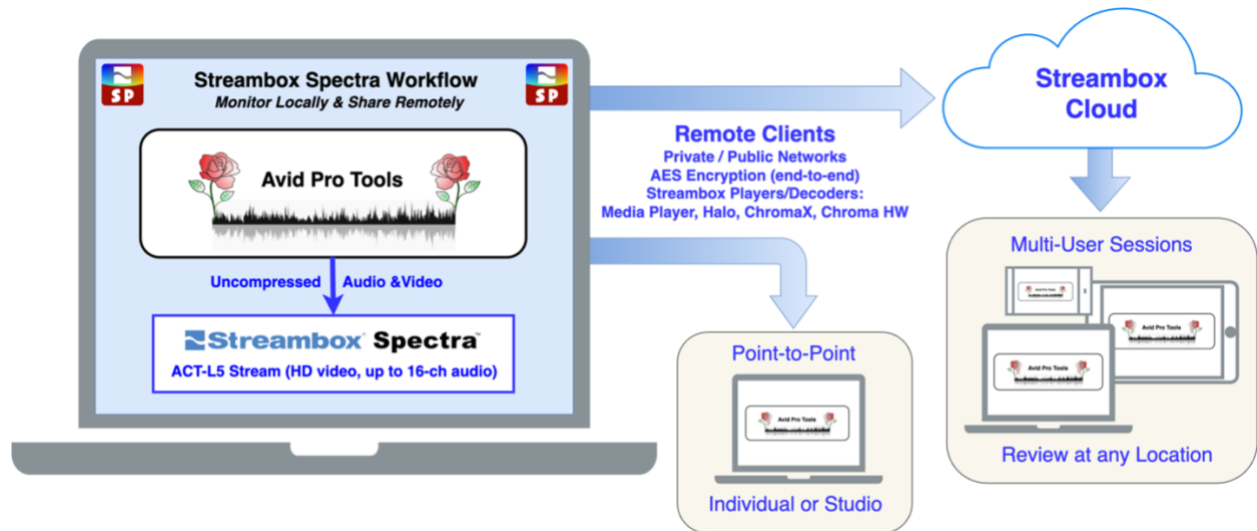 SP
Streambox Spectra Workflow
SP
Monitor Locally & Share Remotely
Avid Pro Tools
Uncompressed Audio &Video
Streambox® Spectra™
ACT-L5 Stream (HD video, up to 16-ch audio)
Remote Clients
Private / Public Networks
AES Encryption (end-to-end)
Streambox Players/Decoders:
Media Player, Halo, ChromaX, Chroma HW
Streambox
Cloud
Point-to-Point
Avid Pro Tools
Individual or Studio
Multi-User Sessions
Avid Pro Tools
Avid Pro Tools
Avid Pro Tools
Review at any Location